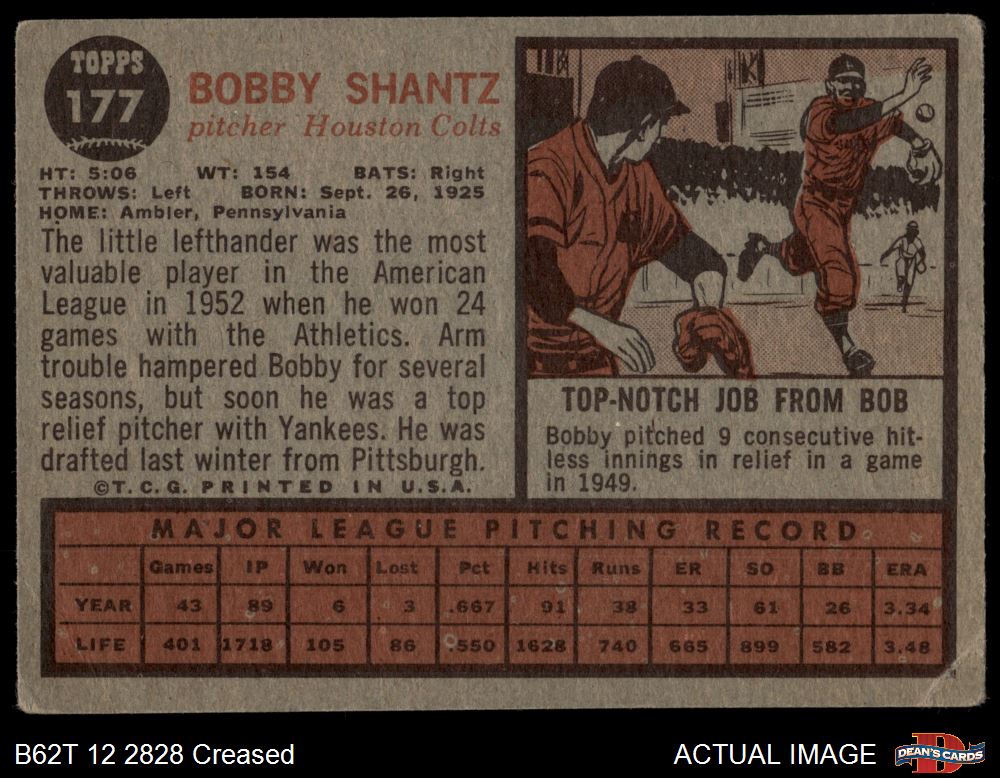 TOPPS
177
BOBBY SHANTZ
pitcher Houston Colts
HT: 5:06 WT: 154 BATS: Right
THROWS: Left BORN: Sept. 26, 1925
HOME: Ambler, Pennsylvania
The little lefthander was the most
valuable player in the American
League in 1952 when he won 24
games with the Athletics. Arm
trouble hampered Bobby for several
seasons, but soon he was a top
relief pitcher with Yankees. He was
drafted last winter from Pittsburgh.
©T.C.G. PRINTED IN U.S.A.
TOP-NOTCH JOB FROM BOB
Bobby pitched 9 consecutive hit-
less innings in relief in a game
in 1949.
MAJOR LEAGUE PITCHING RECORD
Games IP Won Lost Pct Hits Runs ER SO BB ERA
YEAR 43 89 6 3 .667 91 38 33 61 26 3.34
LIFE 401 1718 105 86 .550 1628 740 665 899 582 3.48
B62T 12 2828 Creased
ACTUAL IMAGE
DEAN'S CARDS